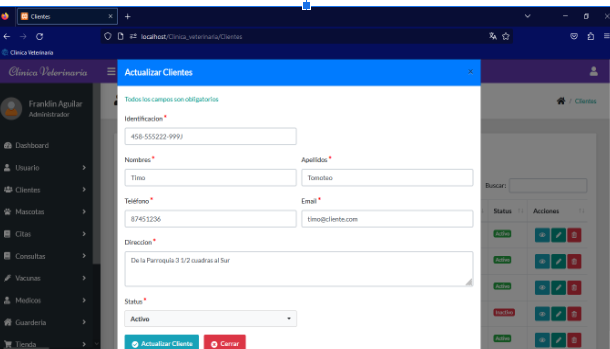 Clientes
localhost/Clinica_veterinaria/Clientes
Clinica Veterinaria
Clinica Veterinaria
Actualizar Clientes
Franklin Aguilar
Administrador
/ Clientes
Todos los campos son obligatorios
Identificacion *
458-555222-999J
Nombres *
Apellidos *
Timo
Tomoteo
Teléfono *
Email *
87451236
timo@cliente.com
Direccion *
De la Parroquia 3 1/2 cuadras al Sur
Status *
Activo
Actualizar Cliente
Cerrar
Dashboard
Usuario
Clientes
Mascotas
Citas
Consultas
Vacunas
Medicos
Guardería
Tienda
Buscar:
Status
Acciones
Activo
Activo
Activo
Inactivo
Activo